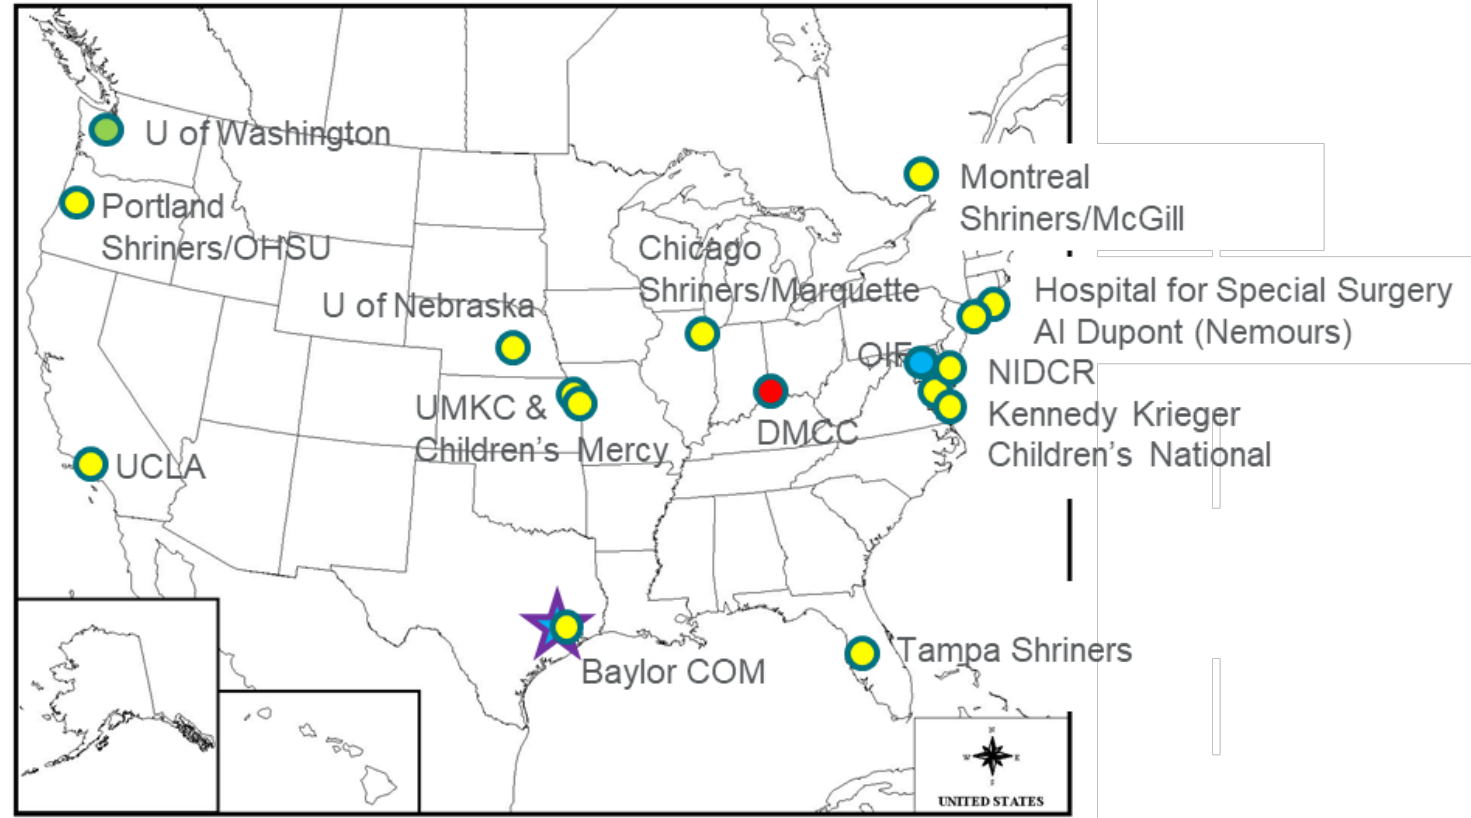 U of Washington
Portland
Shriners/OHSU
Montreal
Shriners/McGill
Chicago
Shriners/Marquette
U of Nebraska
Hospital for Special Surgery
AI Dupont (Nemours)
OIF
NIDCR
Kennedy Krieger
Children's National
UMKC &
Children's Mercy
DMCC
UCLA
Baylor COM
Tampa Shriners
N
W E
S
UNITED STATES